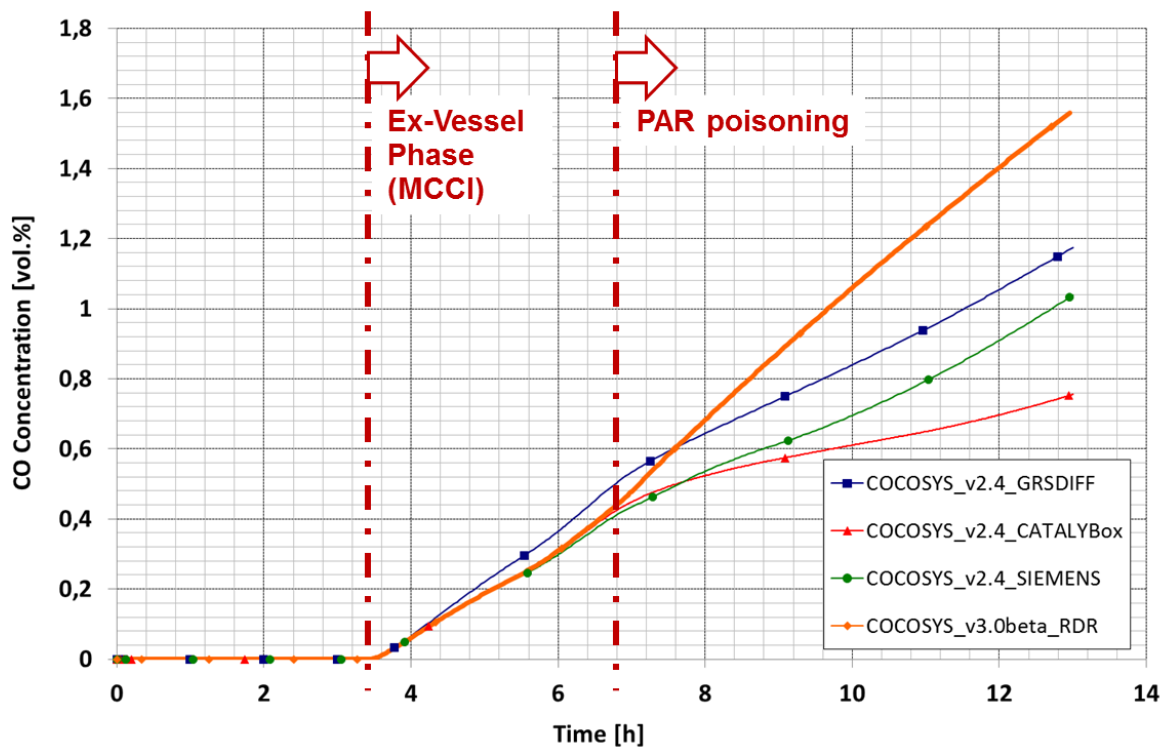 1,8
1,6
1,4
1,2
1
0,8
0,6
0,4
0,2
0
CO Concentration [vol.%]
Ex-Vessel
Phase
(MCCI)
PAR poisoning
COCOSYS_v2.4_GRSDIFF
COCOSYS_v2.4_CATALYBox
COCOSYS_v2.4_SIEMENS
COCOSYS_v3.0beta_RDR
0 2 4 6 8 10 12 14
Time [h]